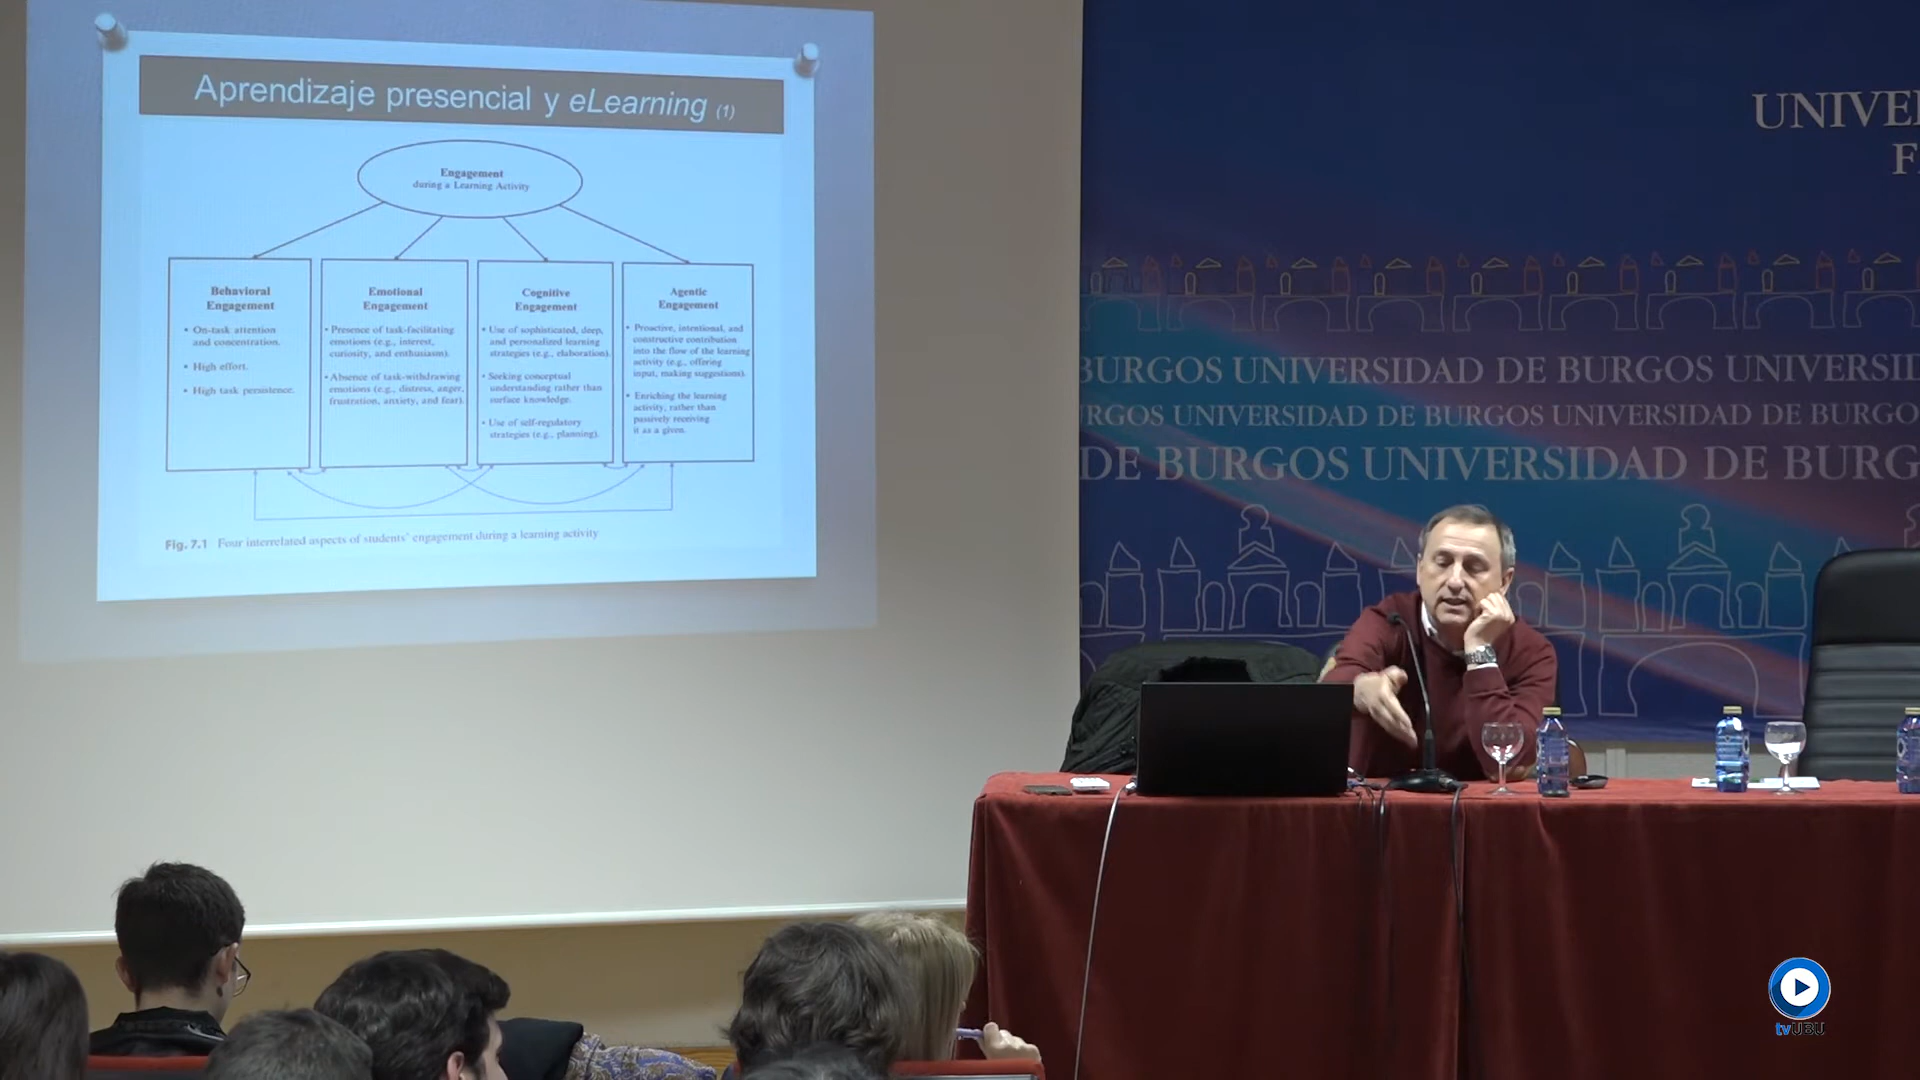 Aprendizaje presencial y eLearning (1)
Engagement
during a Learning Activity
Behavioral
Engagement
• On-task attention
and concentration.
• High effort.
• High task persistence.
Emotional
Engagement
• Presence of task-facilitating
emotions (e.g., interest,
curiosity, and enthusiasm).
• Absence of task-withdrawing
emotions (e.g., distress, anger,
frustration, anxiety, and fear).
Cognitive
Engagement
• Use of sophisticated, deep,
and personalized learning
strategies (e.g., elaboration).
• Seeking conceptual
understanding rather than
surface knowledge.
• Use of self-regulatory
strategies (e.g., planning).
Agentic
Engagement
• Proactive, intentional, and
constructive contribution
into the flow of the learning
activity (e.g., offering
input, making suggestions).
• Enriching the learning
activity, rather than
passively receiving
it as a given.
Fig. 7.1 Four interrelated aspects of students' engagement during a learning activity
UNIVE
F
BURGOS UNIVERSIDAD DE BURGOS UNIVERSID
RGOS UNIVERSIDAD DE BURGOS UNIVERSIDAD DE BURGO
DE BURGOS UNIVERSIDAD DE BURG
tvUBU